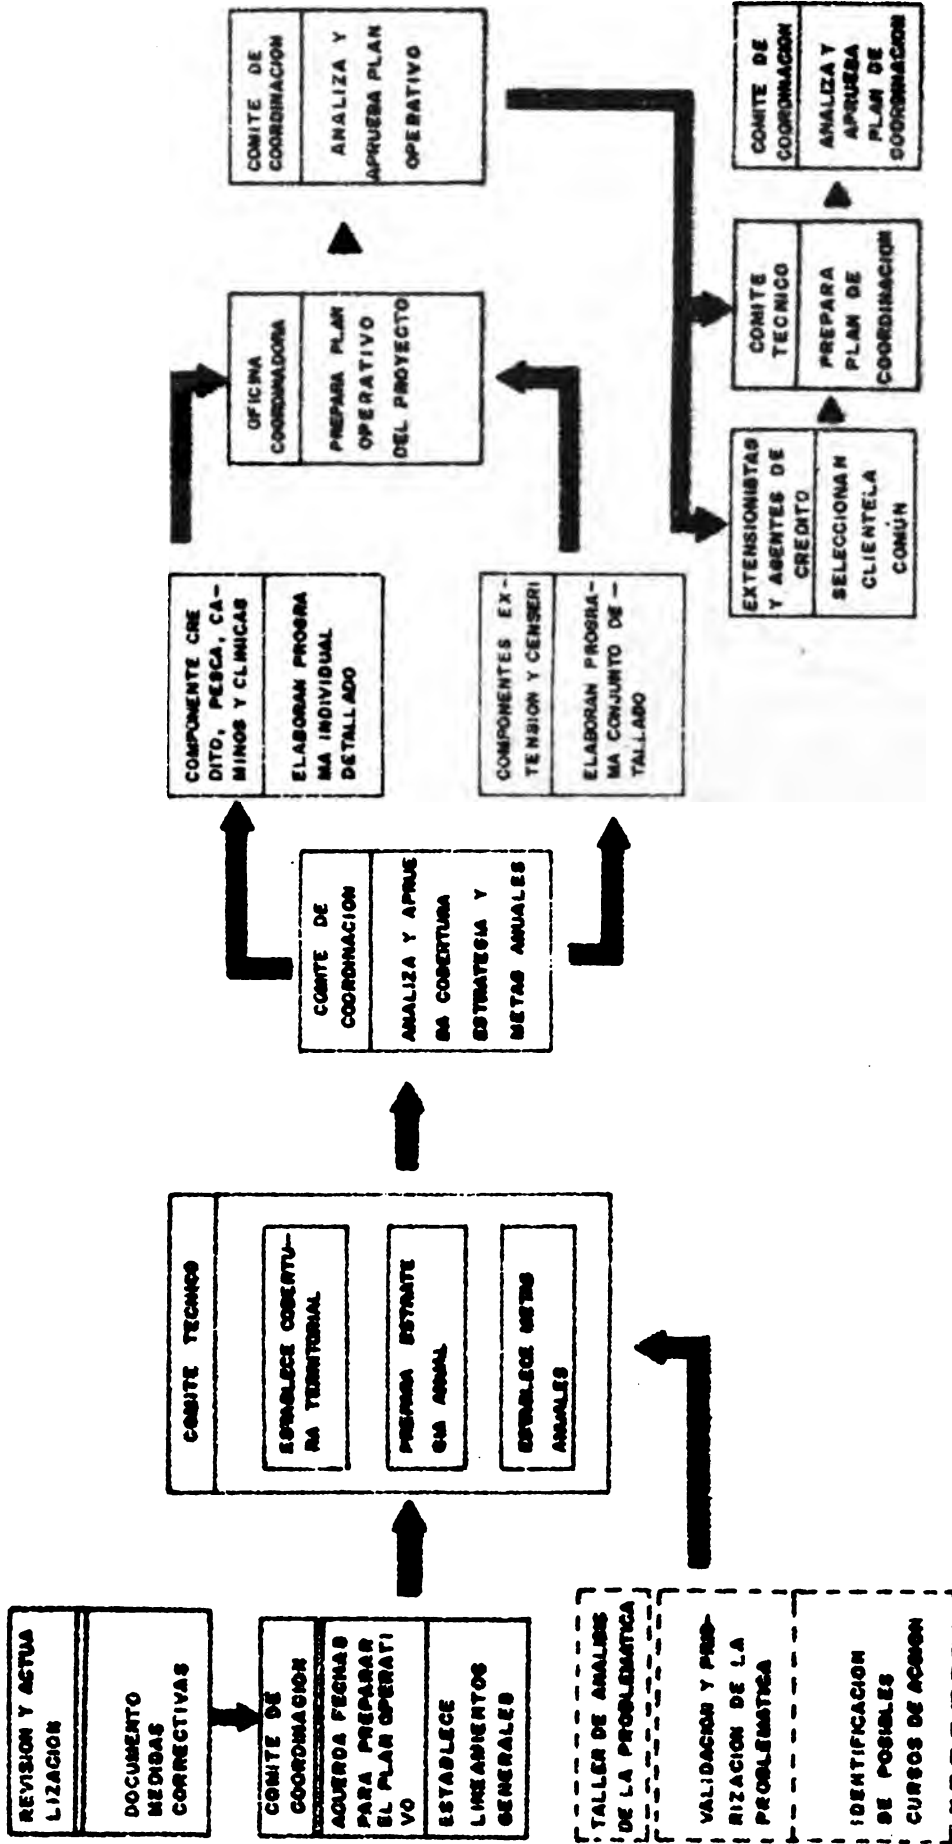 REVISION Y ACTUA
LIZACION
DOCUMENTO
MEDIDAS
CORRECTIVAS
COMITE DE
COORDINACION
ACUERDA FECHAS
PARA PREPARAR
EL PLAN OPERATI
VO
ESTABLECE
LINEAMIENTOS
GENERALES
TALLER DE ANALISIS
DE LA PROBLEMATICA
VALIDACION Y PRIO-
RIZACION DE LA
PROBLEMATICA
IDENTIFICACION
DE POSIBLES
CURSOS DE ACCION
COMITE TECNICO
ESTABLECE COBERTU-
RA TERRITORIAL
PREPARA ESTRATE
GIA ANUAL
ESTABLECE METAS
ANUALES
COMITE DE
COORDINACION
ANALIZA Y APRUE
BA COBERTURA
ESTRATEGIA Y
METAS ANUALES
COMPONENTE CRE
DITO, PESCA, CA-
MINOS Y CLINICAS
ELABORAN PROGRA
MA INDIVIDUAL
DETALLADO
COMPONENTES EX-
TENSION Y CENSERI
ELABORAN PROGRA-
MA CONJUNTO DE-
TALLADO
OFICINA
COORDINADORA
PREPARA PLAN
OPERATIVO
DEL PROYECTO
COMITE DE
COORDINACION
ANALIZA Y
APRUEBA PLAN
OPERATIVO
EXTENSIONISTAS
Y AGENTES DE
CREDITO
SELECCIONAN
CLIENTELA
COMÚN
COMITE
TECNICO
PREPARA
PLAN DE
COORDINACION
COMITE DE
COORDINACION
ANALIZA Y
APRUEBA
PLAN DE
COORDINACION